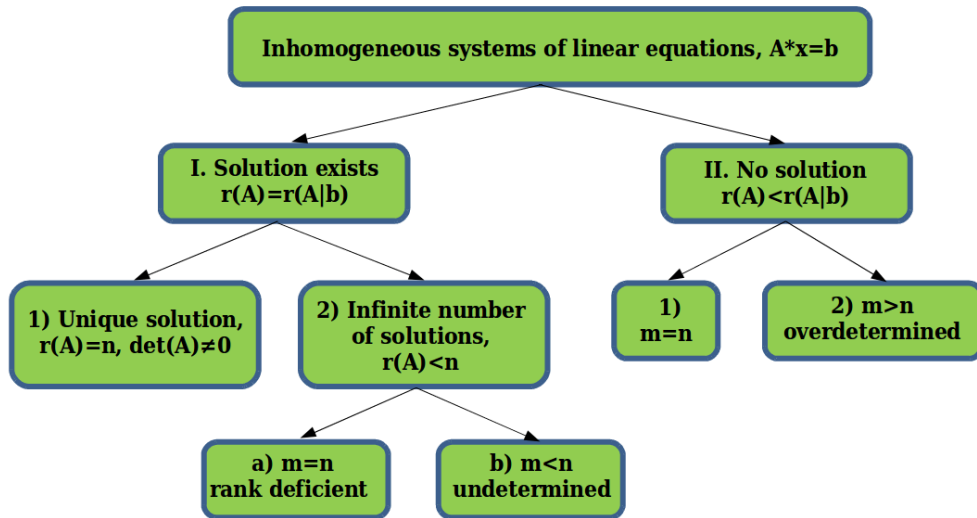 Inhomogeneous systems of linear equations, A*x=b
I. Solution exists
r(A)=r(A|b)
II. No solution
r(A)<r(A|b)
1) Unique solution,
r(A)=n, det(A)≠0
2) Infinite number
of solutions,
r(A)<n
1)
m=n
2) m>n
overdetermined
a) m=n
rank deficient
b) m<n
undetermined